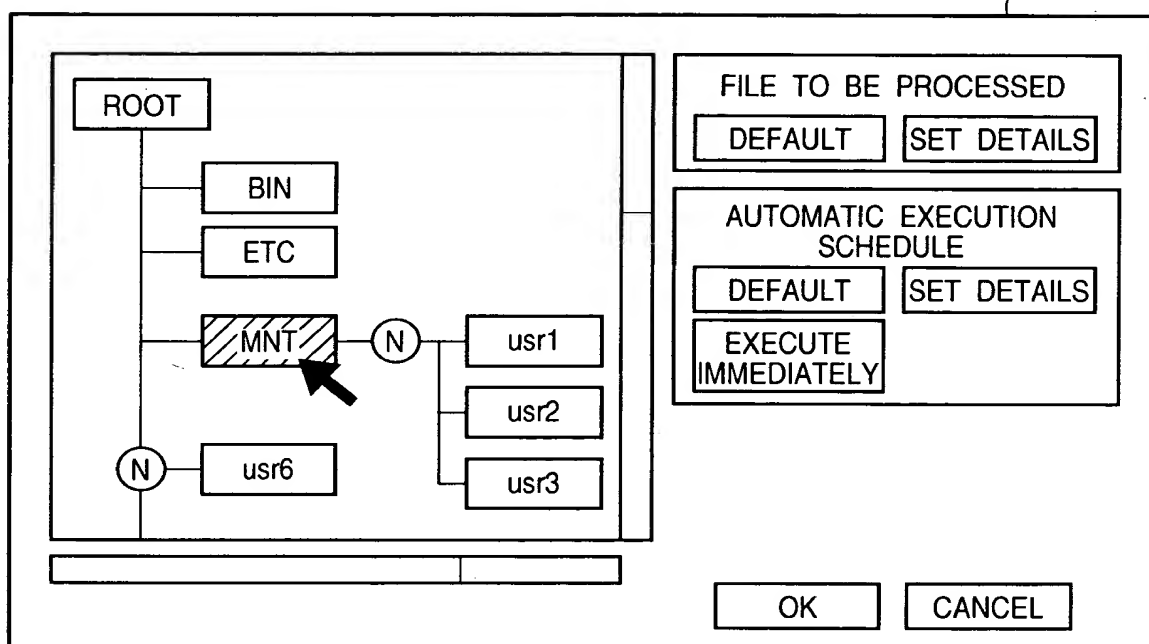 ROOT
BIN
ETC
MNT
N
usr1
usr2
usr3
N
usr6
FILE TO BE PROCESSED
DEFAULT
SET DETAILS
AUTOMATIC EXECUTION
SCHEDULE
DEFAULT
SET DETAILS
EXECUTE
IMMEDIATELY
OK
CANCEL